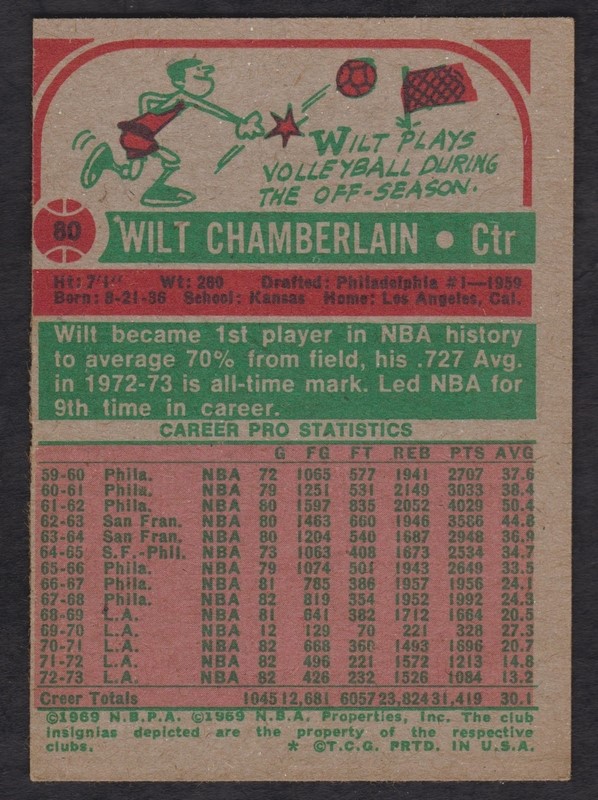 WILT PLAYS
VOLLEYBALL DURING
THE OFF-SEASON.
80 WILT CHAMBERLAIN • Ctr
Ht: 7'1" Wt: 260 Drafted: Philadelphia #1—1959
Born: 8-21-36 School: Kansas Home: Los Angeles, Cal.
Wilt became 1st player in NBA history
to average 70% from field, his .727 Avg.
in 1972-73 is all-time mark. Led NBA for
9th time in career.
CAREER PRO STATISTICS
G FG FT REB PTS AVG
59-60 Phila. NBA 72 1065 577 1941 2707 37.6
60-61 Phila. NBA 79 1251 531 2149 3033 38.4
61-62 Phila. NBA 80 1597 835 2052 4029 50.4
62-63 San Fran. NBA 80 1463 660 1946 3586 44.8
63-64 San Fran. NBA 80 1204 540 1687 2948 36.9
64-65 S.F.-Phil. NBA 73 1063 408 1673 2534 34.7
65-66 Phila. NBA 79 1074 501 1943 2649 33.5
66-67 Phila. NBA 81 785 386 1957 1956 24.1
67-68 Phila. NBA 82 819 354 1952 1992 24.3
68-69 L.A. NBA 81 641 382 1712 1664 20.5
69-70 L.A. NBA 12 129 70 221 328 27.3
70-71 L.A. NBA 82 668 360 1493 1696 20.7
71-72 L.A. NBA 82 496 221 1572 1213 14.8
72-73 L.A. NBA 82 426 232 1526 1084 13.2
Creer Totals 1045 12,681 6057 23,824 31,419 30.1
©1969 N.B.P.A. ©1969 N.B.A. Properties, Inc. The club
insignias depicted are the property of the respective
clubs. * ©T.C.G. PRTD. IN U.S.A.